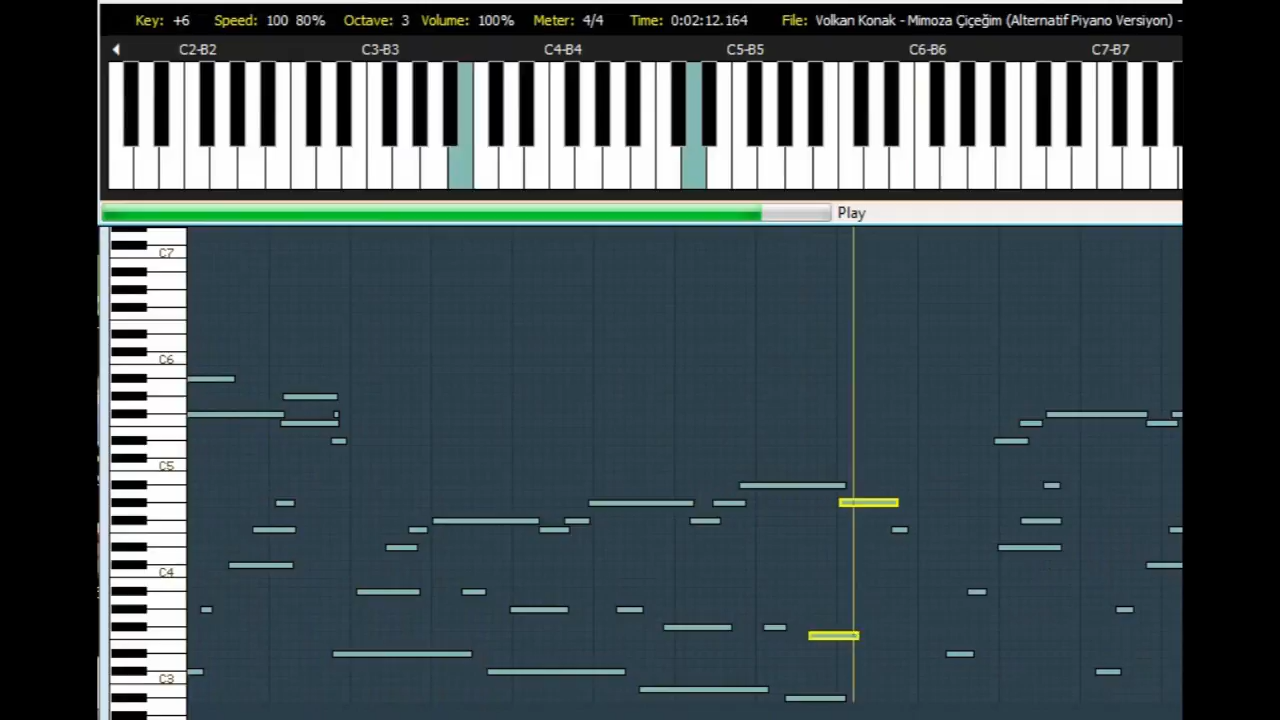 Key: +6 Speed: 100 80% Octave: 3 Volume: 100% Meter: 4/4 Time: 0:02:12.164 File: Volkan Konak - Mimoza Çiçeğim (Alternatif Piyano Versiyon) -
C2-B2 C3-B3 C4-B4 C5-B5 C6-B6 C7-B7
Play
C7
C6
C5
C4
C3